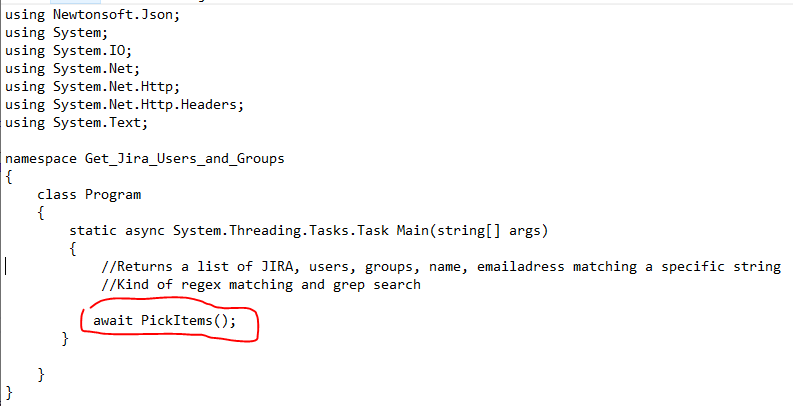 using Newtonsoft.Json;
using System;
using System.IO;
using System.Net;
using System.Net.Http;
using System.Net.Http.Headers;
using System.Text;
namespace Get_Jira_Users_and_Groups
{
class Program
{
static async System.Threading.Tasks.Task Main(string[] args)
{
//Returns a list of JIRA, users, groups, name, emailadress matching a specific string
//Kind of regex matching and grep search
await PickItems();
}
}
}